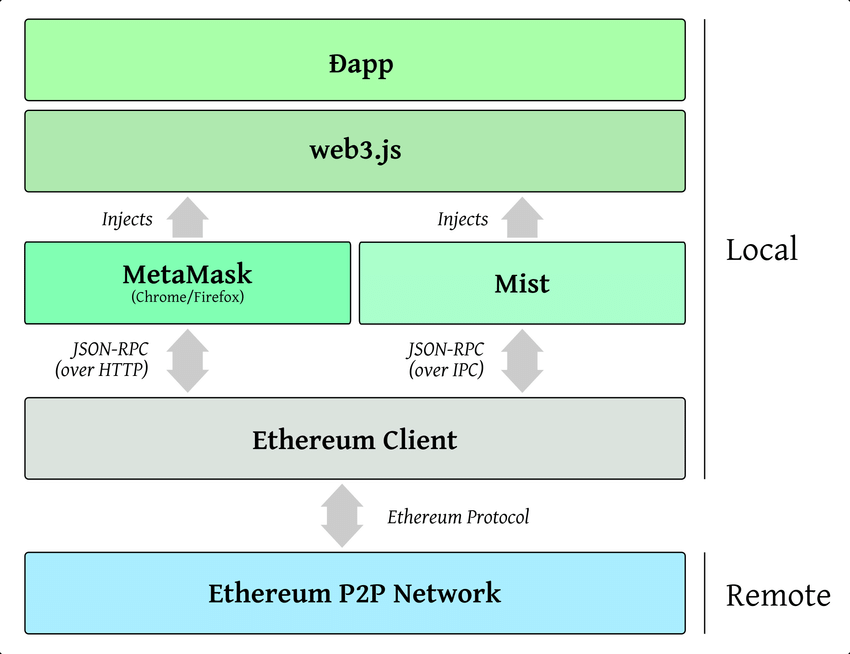 Ðapp
web3.js
Injects
Injects
Local
MetaMask
(Chrome/Firefox)
Mist
JSON-RPC
(over HTTP)
JSON-RPC
(over IPC)
Ethereum Client
Ethereum Protocol
Ethereum P2P Network
Remote